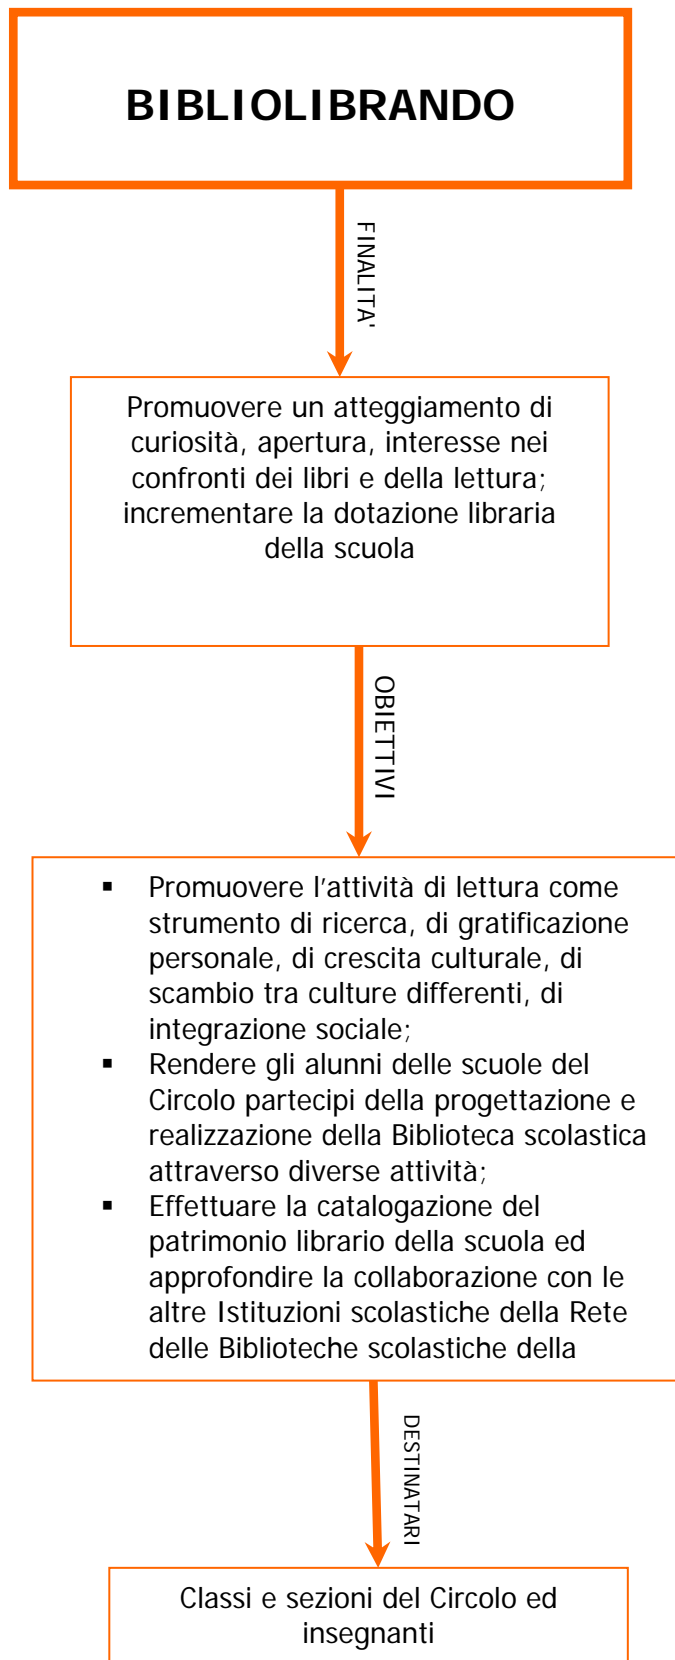 BIBLIOLIBRANDO
FINALITA'
Promuovere un atteggiamento di
curiosità, apertura, interesse nei
confronti dei libri e della lettura;
incrementare la dotazione libraria
della scuola
OBIETTIVI
▪ Promuovere l'attività di lettura come
strumento di ricerca, di gratificazione
personale, di crescita culturale, di
scambio tra culture differenti, di
integrazione sociale;
▪ Rendere gli alunni delle scuole del
Circolo partecipi della progettazione e
realizzazione della Biblioteca scolastica
attraverso diverse attività;
▪ Effettuare la catalogazione del
patrimonio librario della scuola ed
approfondire la collaborazione con le
altre Istituzioni scolastiche della Rete
delle Biblioteche scolastiche della
DESTINATARI
Classi e sezioni del Circolo ed
insegnanti